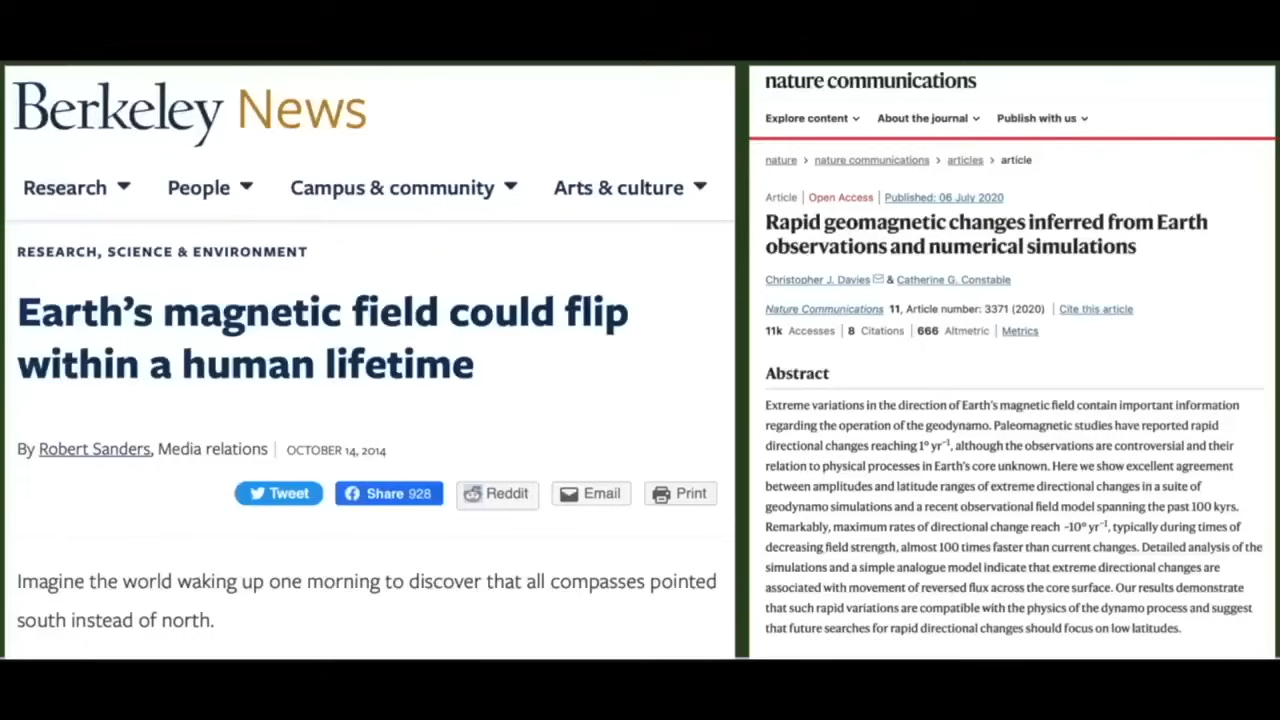 Berkeley News
Research People Campus & community Arts & culture
RESEARCH, SCIENCE & ENVIRONMENT
Earth's magnetic field could flip
within a human lifetime
By Robert Sanders, Media relations | OCTOBER 14, 2014
Tweet Share 928 Reddit Email Print
Imagine the world waking up one morning to discover that all compasses pointed
south instead of north.
nature communications
Explore content About the journal Publish with us
nature > nature communications > articles > article
Article | Open Access | Published: 06 July 2020
Rapid geomagnetic changes inferred from Earth
observations and numerical simulations
Christopher J. Davies & Catherine G. Constable
Nature Communications 11, Article number: 3371 (2020) | Cite this article
11k Accesses | 8 Citations | 666 Altmetric | Metrics
Abstract
Extreme variations in the direction of Earth's magnetic field contain important information
regarding the operation of the geodynamo. Paleomagnetic studies have reported rapid
directional changes reaching 1° yr⁻¹, although the observations are controversial and their
relation to physical processes in Earth's core unknown. Here we show excellent agreement
between amplitudes and latitude ranges of extreme directional changes in a suite of
geodynamo simulations and a recent observational field model spanning the past 100 kyrs.
Remarkably, maximum rates of directional change reach ~10° yr⁻¹, typically during times of
decreasing field strength, almost 100 times faster than current changes. Detailed analysis of the
simulations and a simple analogue model indicate that extreme directional changes are
associated with movement of reversed flux across the core surface. Our results demonstrate
that such rapid variations are compatible with the physics of the dynamo process and suggest
that future searches for rapid directional changes should focus on low latitudes.